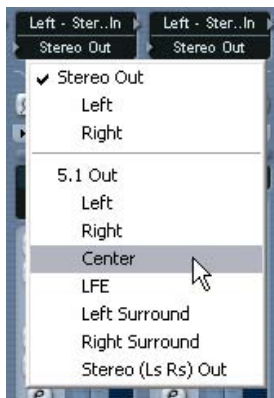 Left - Ster..In Left - Ster..In
Stereo Out Stereo Out
✓ Stereo Out
Left
Right
5.1 Out
Left
Right
Center
LFE
Left Surround
Right Surround
Stereo (Ls Rs) Out
e e